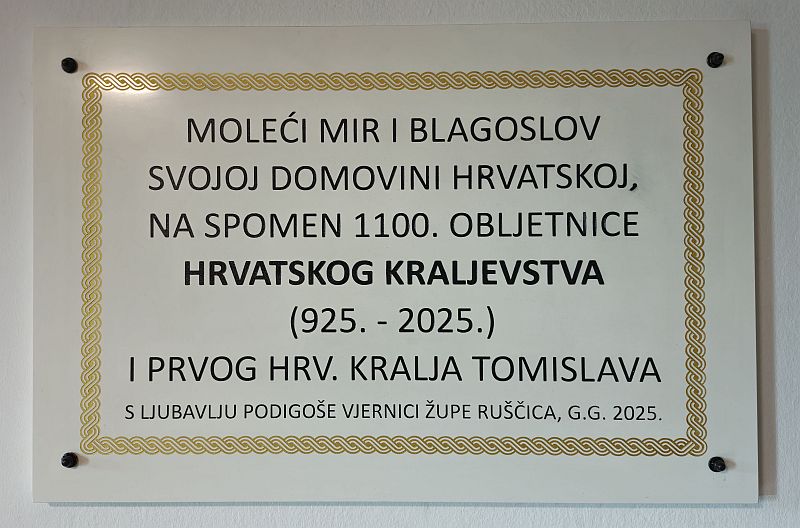 MOLEĆI MIR I BLAGOSLOV
SVOJOJ DOMOVINI HRVATSKOJ,
NA SPOMEN 1100. OBLJETNICE
HRVATSKOG KRALJEVSTVA
(925. - 2025.)
I PRVOG HRV. KRALJA TOMISLAVA
S LJUBAVLJU PODIGOŠE VJERNICI ŽUPE RUŠČICA, G.G. 2025.